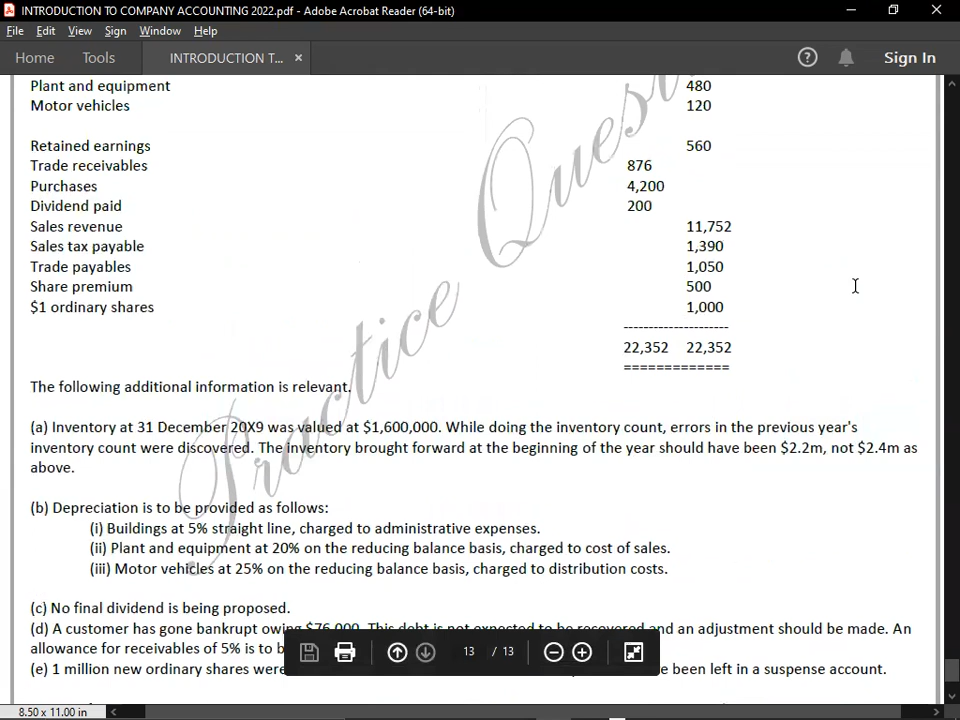 INTRODUCTION TO COMPANY ACCOUNTING 2022.pdf - Adobe Acrobat Reader (64-bit)
File Edit View Sign Window Help
Home Tools INTRODUCTION T... × Sign In
Plant and equipment 480
Motor vehicles 120
Retained earnings 560
Trade receivables 876
Purchases 4,200
Dividend paid 200
Sales revenue 11,752
Sales tax payable 1,390
Trade payables 1,050
Share premium 500
$1 ordinary shares 1,000
---------------------
22,352 22,352
=============
The following additional information is relevant.
(a) Inventory at 31 December 20X9 was valued at $1,600,000. While doing the inventory count, errors in the previous year's
inventory count were discovered. The inventory brought forward at the beginning of the year should have been $2.2m, not $2.4m as
above.
(b) Depreciation is to be provided as follows:
(i) Buildings at 5% straight line, charged to administrative expenses.
(ii) Plant and equipment at 20% on the reducing balance basis, charged to cost of sales.
(iii) Motor vehicles at 25% on the reducing balance basis, charged to distribution costs.
(c) No final dividend is being proposed.
(d) A customer has gone bankrupt owing $76,000. This debt is not expected to be recovered and an adjustment should be made. An
allowance for receivables of 5% is to b
(e) 1 million new ordinary shares were been left in a suspense account.
13 / 13
8.50 x 11.00 in
Practice Quest